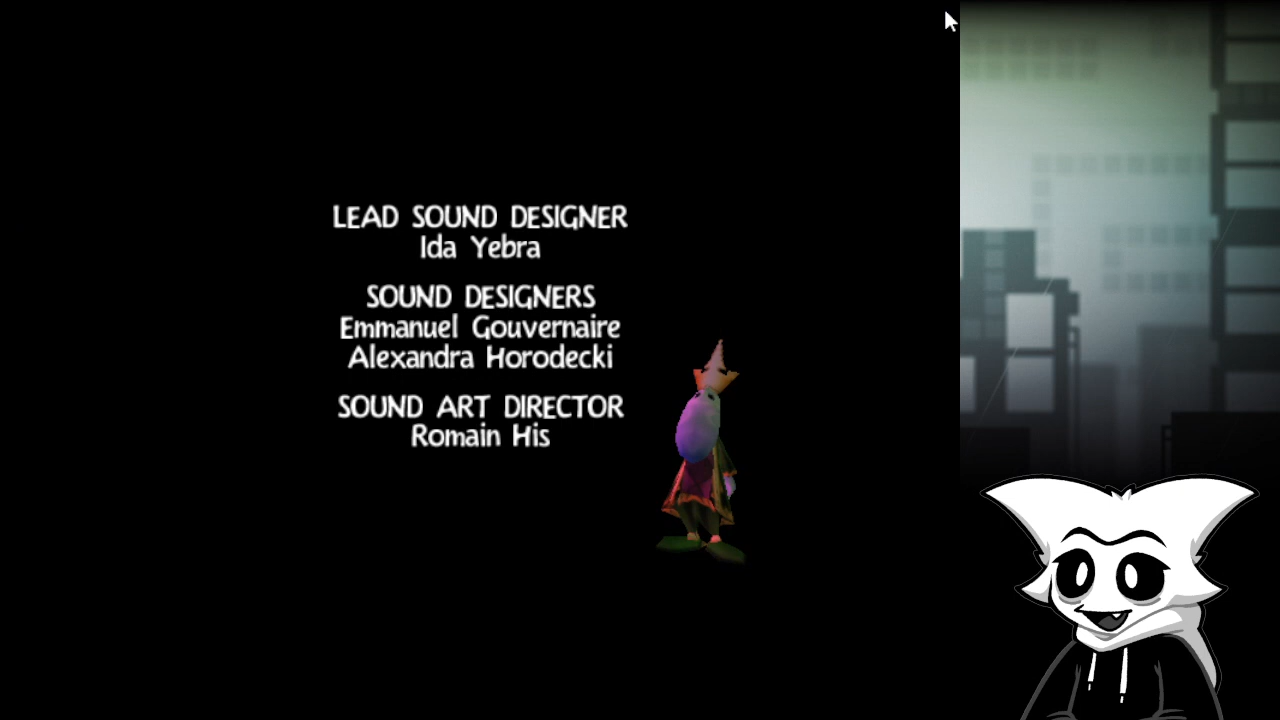 LEAD SOUND DESIGNER
Ida Yebra
SOUND DESIGNERS
Emmanuel Gouvernaire
Alexandra Horodecki
SOUND ART DIRECTOR
Romain His